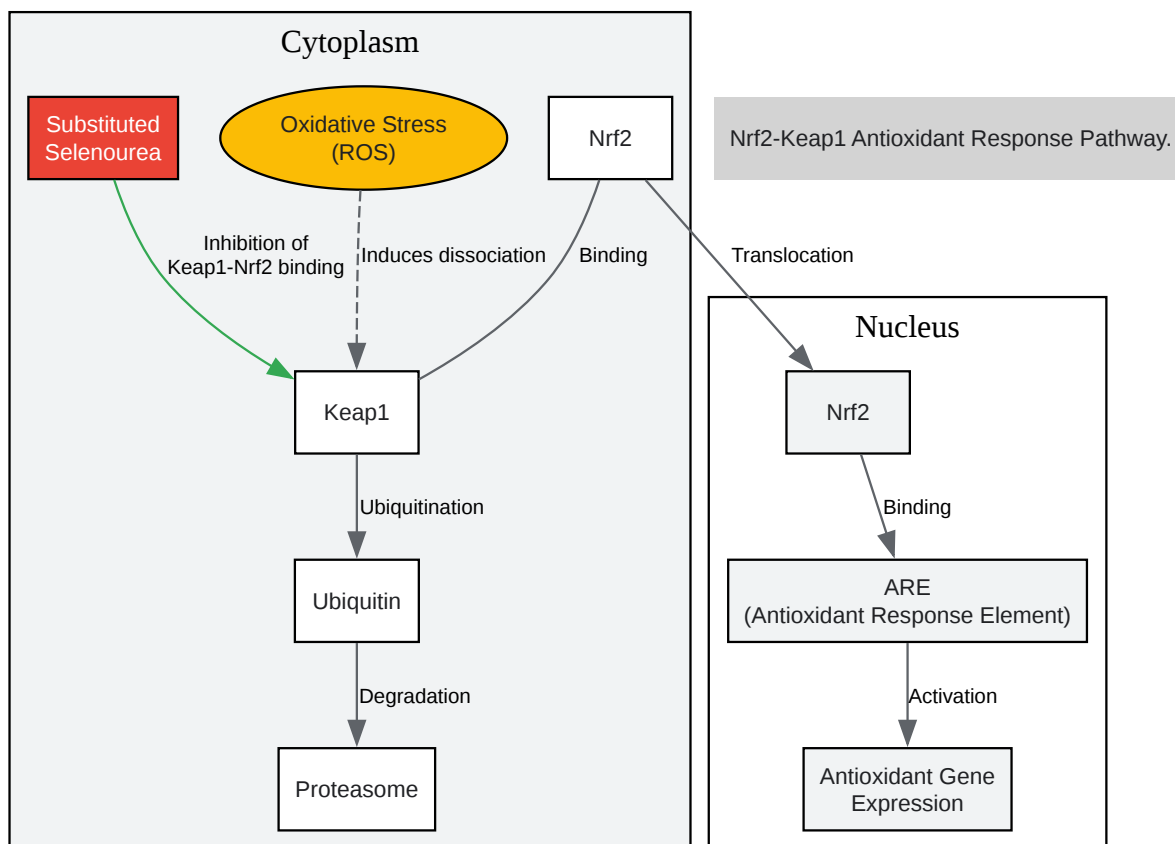 Cytoplasm
Substituted
Selenourea
Oxidative Stress
(ROS)
Nrf2
Nrf2-Keap1 Antioxidant Response Pathway.
Inhibition of
Keap1-Nrf2 binding
Induces dissociation
Binding
Translocation
Nucleus
Keap1
Nrf2
Ubiquitination
Binding
Ubiquitin
ARE
(Antioxidant Response Element)
Degradation
Activation
Proteasome
Antioxidant Gene
Expression